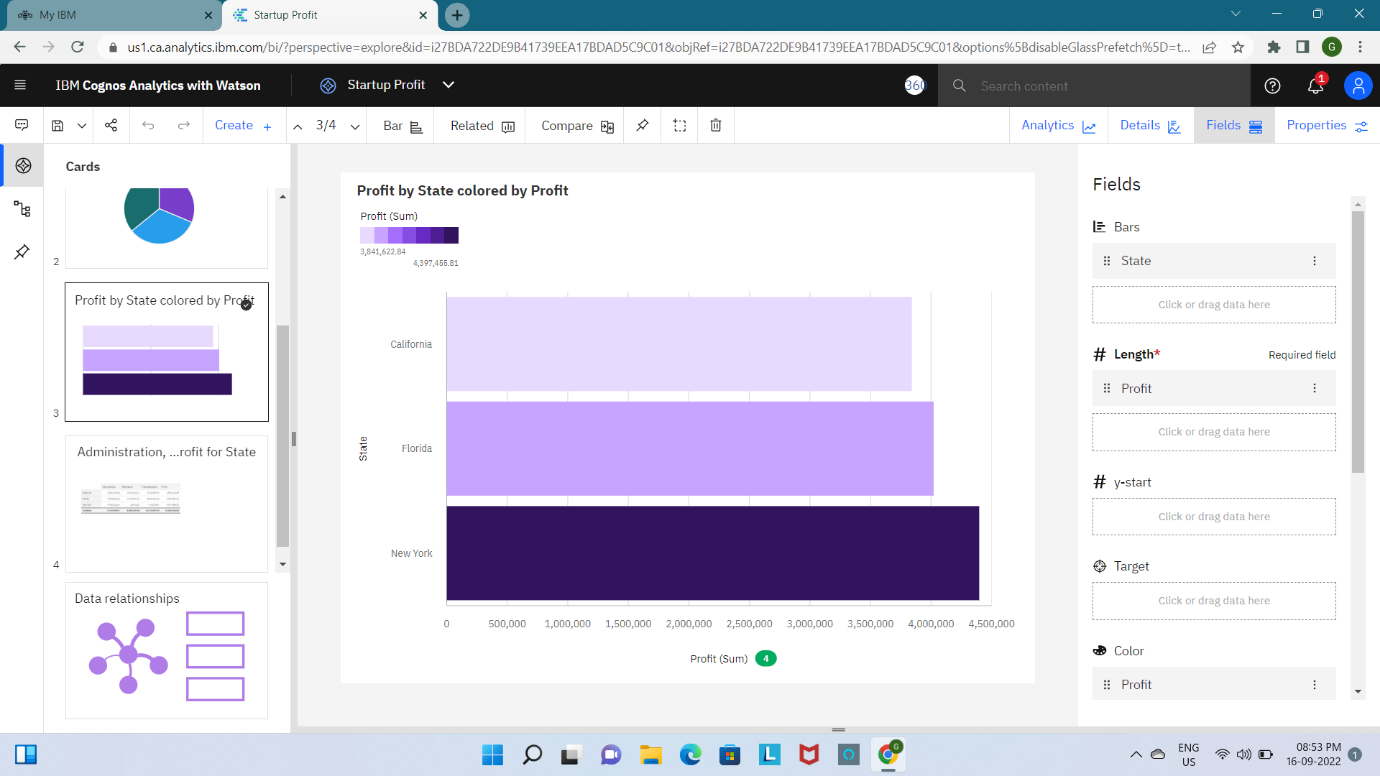 My IBM
Startup Profit
us1.ca.analytics.ibm.com/bi/?perspective=explore&id=i27BDA722DE9B41739EEA17BDAD5C9C01&objRef=i27BDA722DE9B41739EEA17BDAD5C9C01&options%5BdisableGlassPrefetch%5D=t...
G
IBM Cognos Analytics with Watson
Startup Profit
360
Search content
1
Create +
3/4
Bar
Related
Compare
Analytics
Details
Fields
Properties
Cards
2
Profit by State colored by Profit
3
Administration, ...rofit for State
4
Data relationships
Profit by State colored by Profit
Profit (Sum)
3,841,622.84
4,397,455.81
State
California
Florida
New York
0
500,000
1,000,000
1,500,000
2,000,000
2,500,000
3,000,000
3,500,000
4,000,000
4,500,000
Profit (Sum) 4
Fields
Bars
State
Click or drag data here
# Length* Required field
Profit
Click or drag data here
# y-start
Click or drag data here
Target
Click or drag data here
Color
Profit
G
ENG
US
08:53 PM
16-09-2022
1